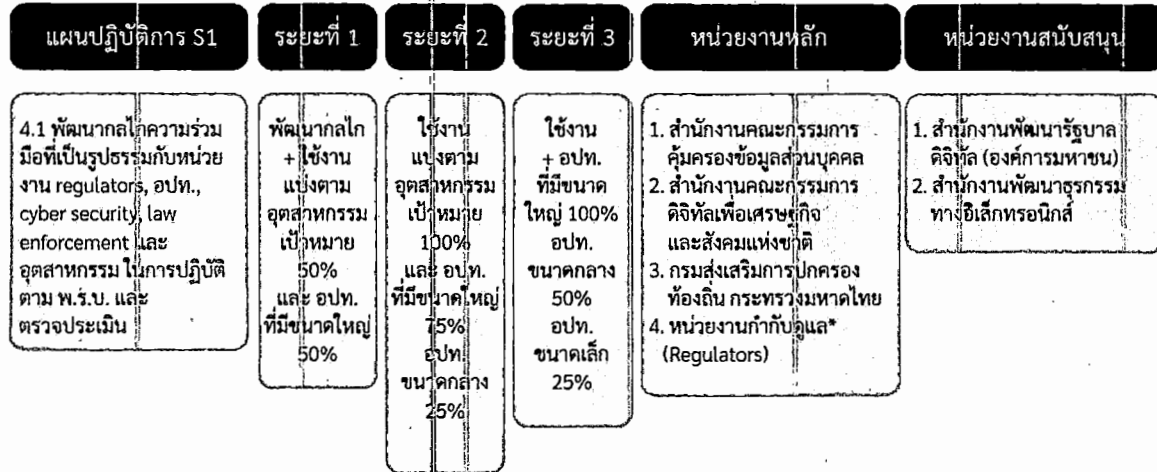 แผนปฏิบัติการ S1
ระยะที่ 1
ระยะที่ 2
ระยะที่ 3
หน่วยงานหลัก
หน่วยงานสนับสนุน
4.1 พัฒนากลไกความร่วม
มือที่เป็นรูปธรรมกับหน่วย
งาน regulators, อปท.,
cyber security, law
enforcement และ
อุตสาหกรรม ในการปฏิบัติ
ตาม พ.ร.บ. และ
ตรวจประเมิน
พัฒนากลไก
+ ใช้งาน
แบ่งตาม
อุตสาหกรรม
เป้าหมาย
50%
และ อปท.
ที่มีขนาดใหญ่
50%
ใช้งาน
แบ่งตาม
อุตสาหกรรม
เป้าหมาย
100%
และ อปท.
ที่มีขนาดใหญ่
75%
อปท.
ขนาดกลาง
25%
ใช้งาน
+ อปท.
ที่มีขนาด
ใหญ่ 100%
อปท.
ขนาดกลาง
50%
อปท.
ขนาดเล็ก
25%
1. สำนักงานคณะกรรมการ
คุ้มครองข้อมูลส่วนบุคคล
2. สำนักงานคณะกรรมการ
ดิจิทัลเพื่อเศรษฐกิจ
และสังคมแห่งชาติ
3. กรมส่งเสริมการปกครอง
ท้องถิ่น กระทรวงมหาดไทย
4. หน่วยงานกำกับดูแล*
(Regulators)
1. สำนักงานพัฒนารัฐบาล
ดิจิทัล (องค์การมหาชน)
2. สำนักงานพัฒนาธุรกรรม
ทางอิเล็กทรอนิกส์